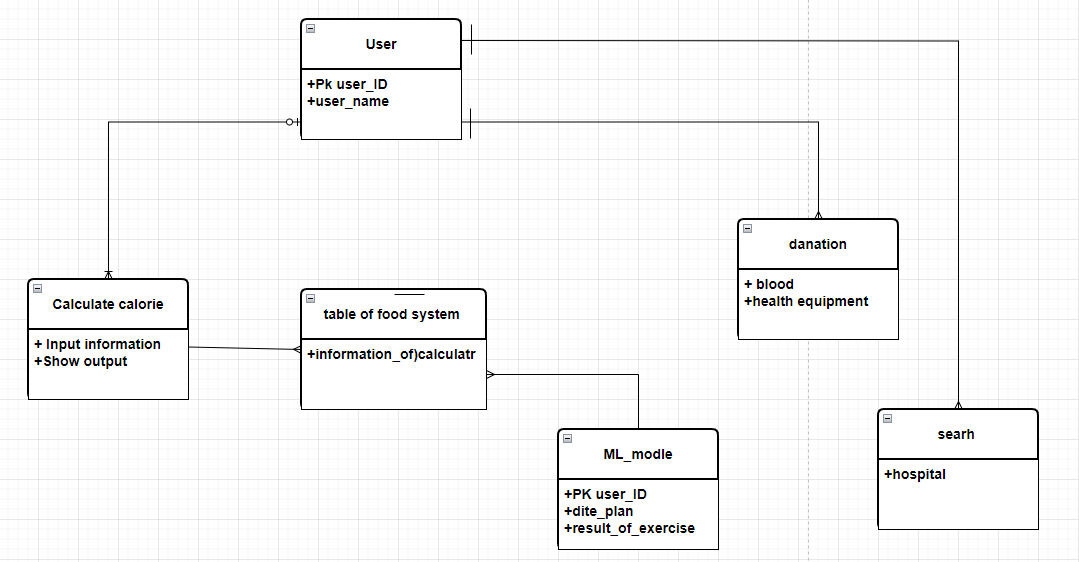 User
+Pk user_ID
+user_name
danation
+ blood
+health equipment
Calculate calorie
+ Input information
+Show output
table of food system
+information_of)calculatr
searh
+hospital
ML_modle
+PK user_ID
+dite_plan
+result_of_exercise